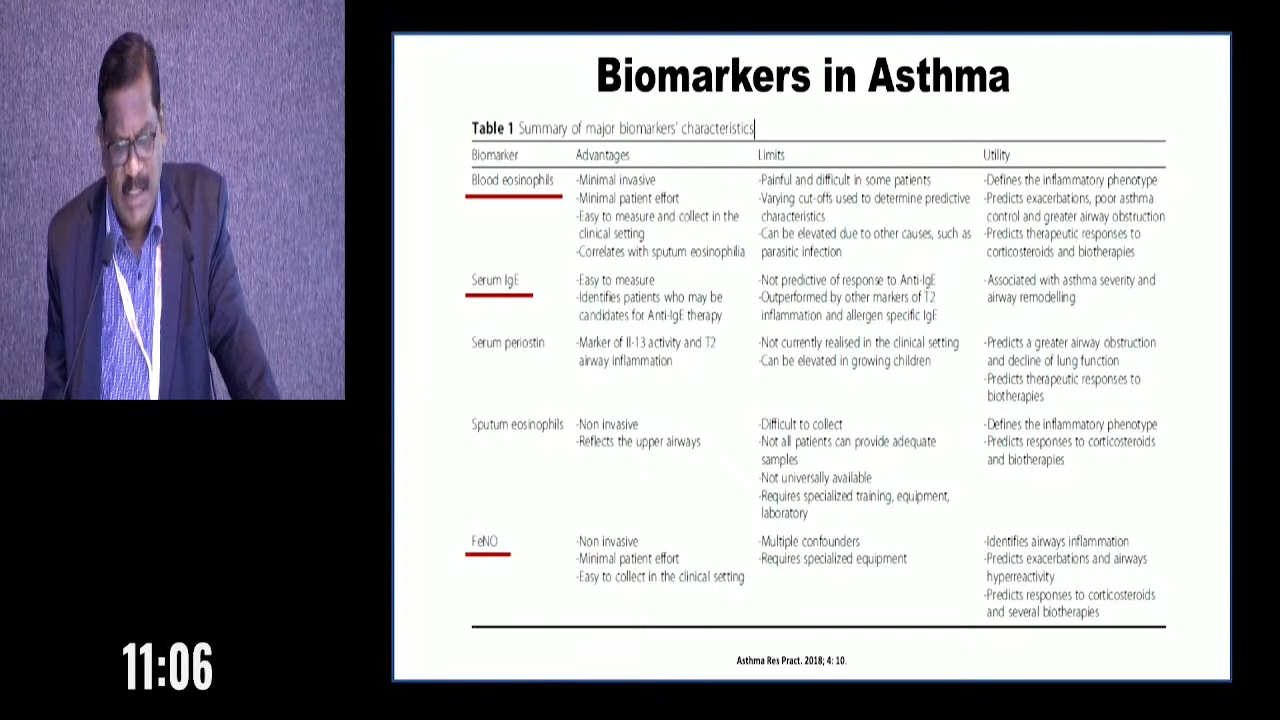 Biomarkers in Asthma
Table 1 Summary of major biomarkers' characteristics
Biomarker Advantages Limits Utility
Blood eosinophils -Minimal invasive -Painful and difficult in some patients -Defines the inflammatory phenotype
-Minimal patient effort -Varying cut-offs used to determine predictive -Predicts exacerbations, poor asthma
-Easy to measure and collect in the characteristics control and greater airway obstruction
clinical setting -Can be elevated due to other causes, such as -Predicts therapeutic responses to
-Correlates with sputum eosinophilia parasitic infection corticosteroids and biotherapies
Serum IgE -Easy to measure -Not predictive of response to Anti-IgE -Associated with asthma severity and
-Identifies patients who may be -Outperformed by other markers of T2 airway remodelling
candidates for Anti-IgE therapy inflammation and allergen specific IgE
Serum periostin -Marker of Il-13 activity and T2 -Not currently realised in the clinical setting -Predicts a greater airway obstruction
airway inflammation -Can be elevated in growing children and decline of lung function
-Predicts therapeutic responses to
biotherapies
Sputum eosinophils -Non invasive -Difficult to collect -Defines the inflammatory phenotype
-Reflects the upper airways -Not all patients can provide adequate -Predicts responses to corticosteroids
samples and biotherapies
-Not universally available
-Requires specialized training, equipment,
laboratory
FeNO -Non invasive -Multiple confounders -Identifies airways inflammation
-Minimal patient effort -Requires specialized equipment -Predicts exacerbations and airways
-Easy to collect in the clinical setting hyperreactivity
-Predicts responses to corticosteroids
and several biotherapies
Asthma Res Pract. 2018; 4: 10.
11:06